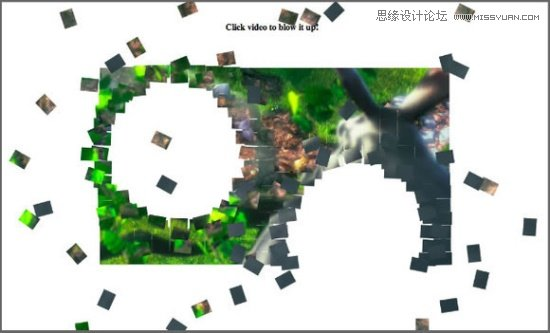 思缘设计论坛 WWW.MISSYUAN.COM
Click video to blow it up!